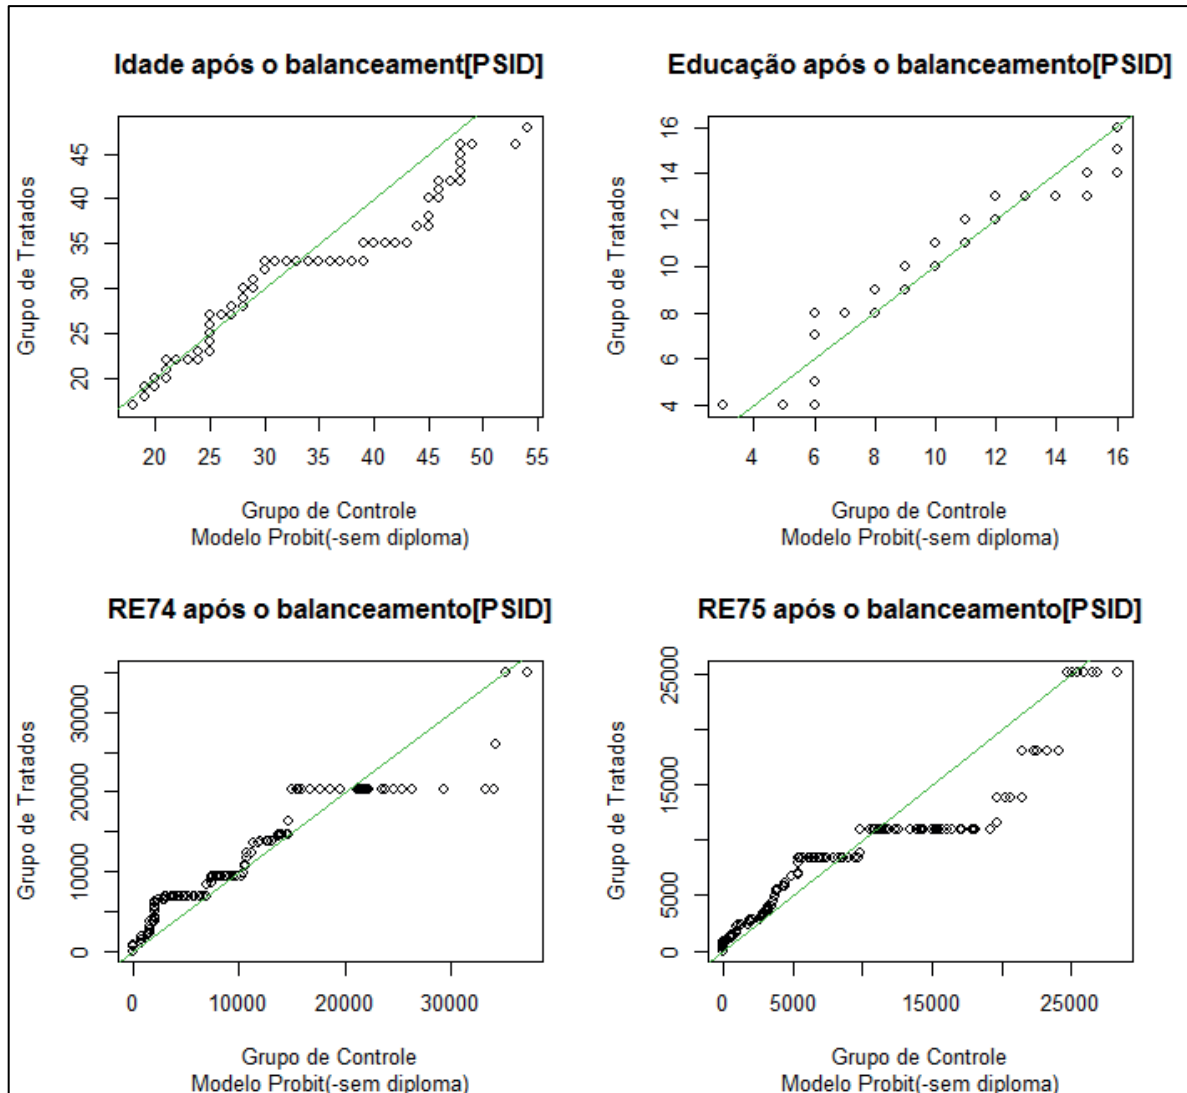 Idade após o balanceament[PSID]
Grupo de Tratados
45
40
35
30
25
20
20 25 30 35 40 45 50 55
Grupo de Controle
Modelo Probit(-sem diploma)
Educação após o balanceamento[PSID]
Grupo de Tratados
16
14
12
10
8
6
4
4 6 8 10 12 14 16
Grupo de Controle
Modelo Probit(-sem diploma)
RE74 após o balanceamento[PSID]
Grupo de Tratados
30000
20000
10000
0
0 10000 20000 30000
Grupo de Controle
Modelo Probit(-sem diploma)
RE75 após o balanceamento[PSID]
Grupo de Tratados
25000
15000
5000
0
0 5000 15000 25000
Grupo de Controle
Modelo Probit(-sem diploma)